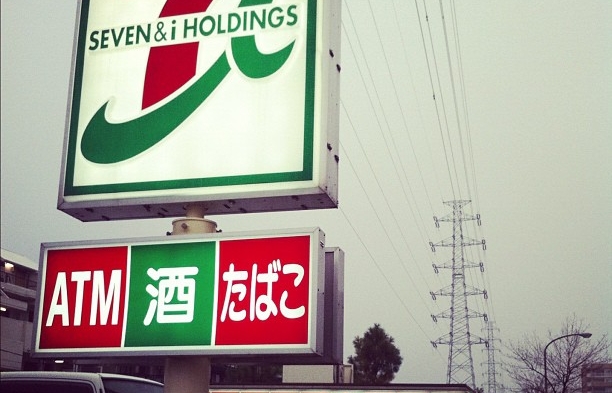 SEVEN & i HOLDINGS
ATM 酒 たばこ